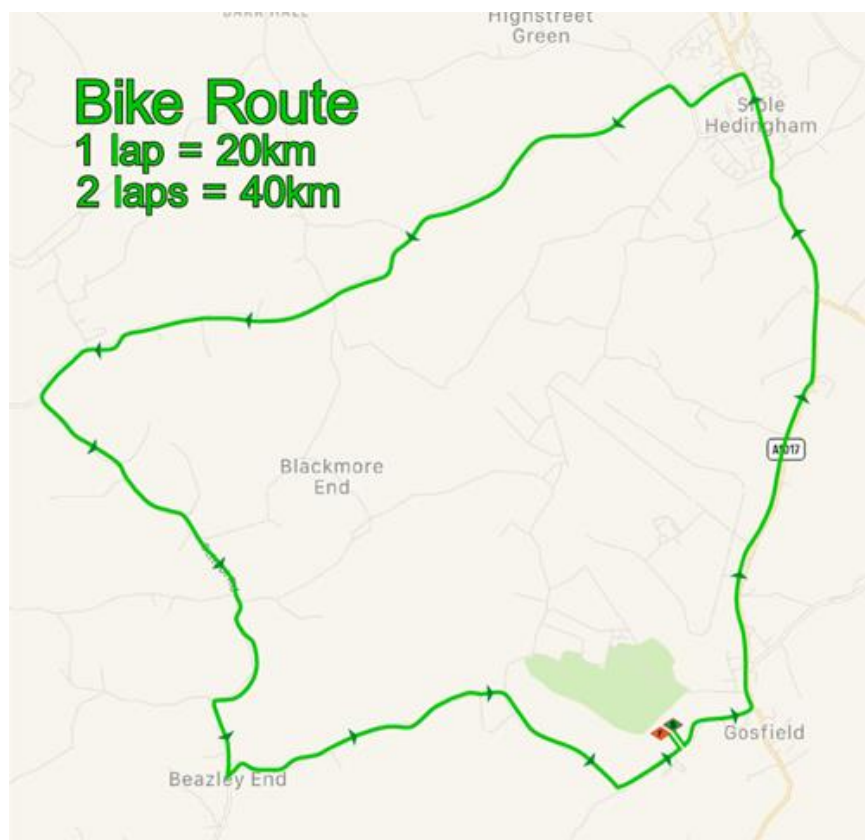 Highstreet
Green
Bike Route
1 lap = 20km
2 laps = 40km
Sible
Hedingham
A1017
Blackmore
End
Gosfield
Beazley End